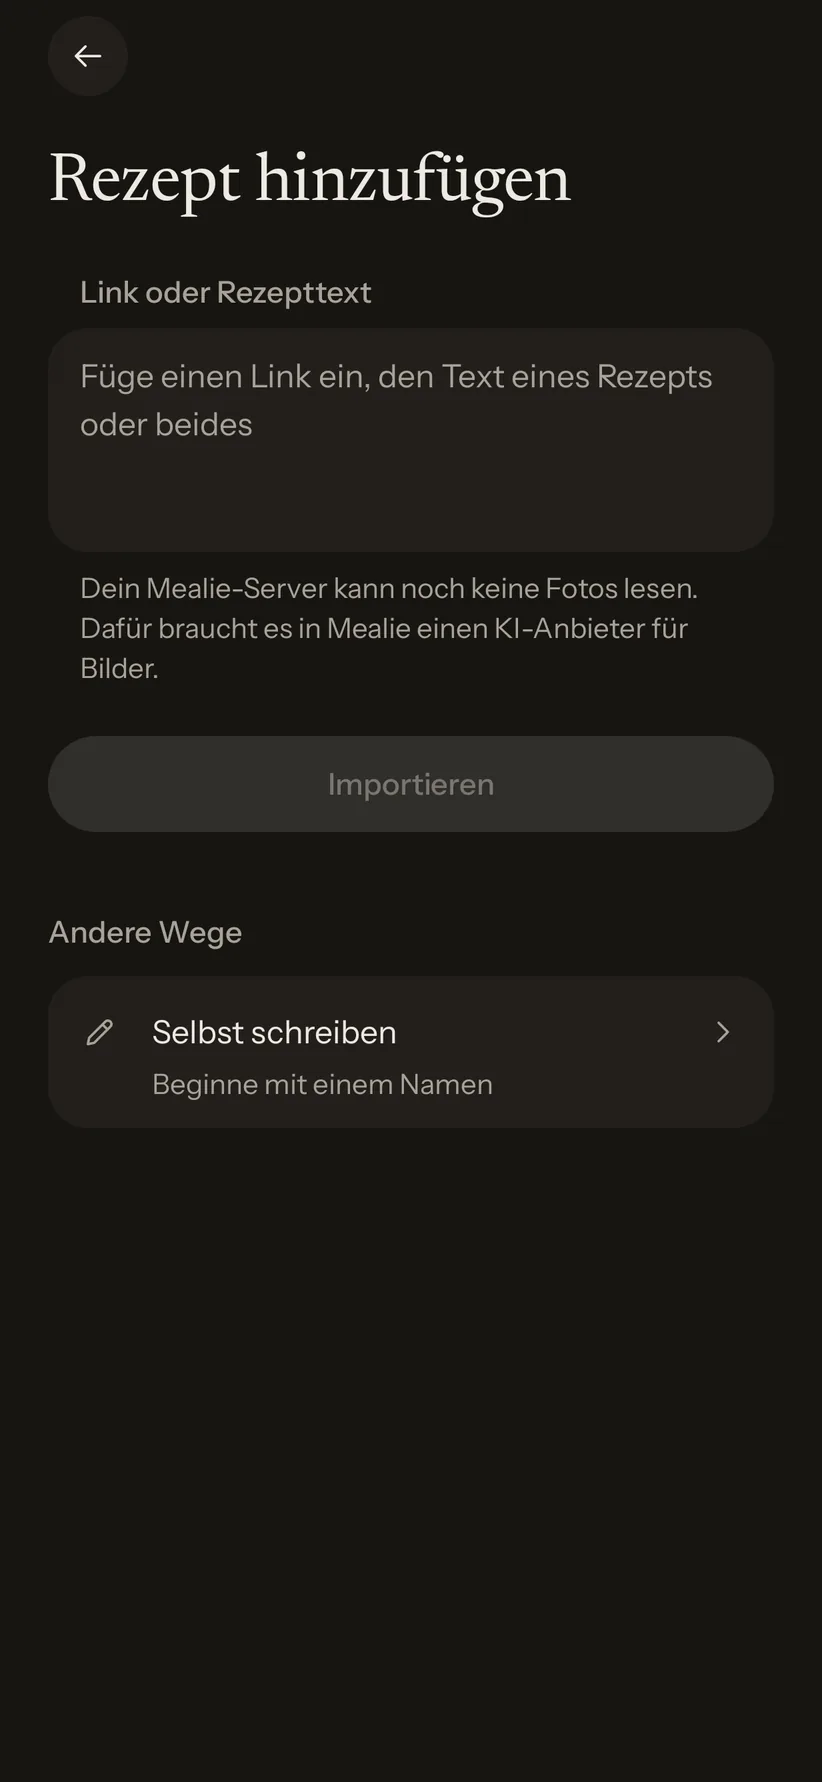 Rezept hinzufügen
Link oder Rezepttext
Füge einen Link ein, den Text eines Rezepts
oder beides
Dein Mealie-Server kann noch keine Fotos lesen.
Dafür braucht es in Mealie einen KI-Anbieter für
Bilder.
Importieren
Andere Wege
Selbst schreiben
Beginne mit einem Namen